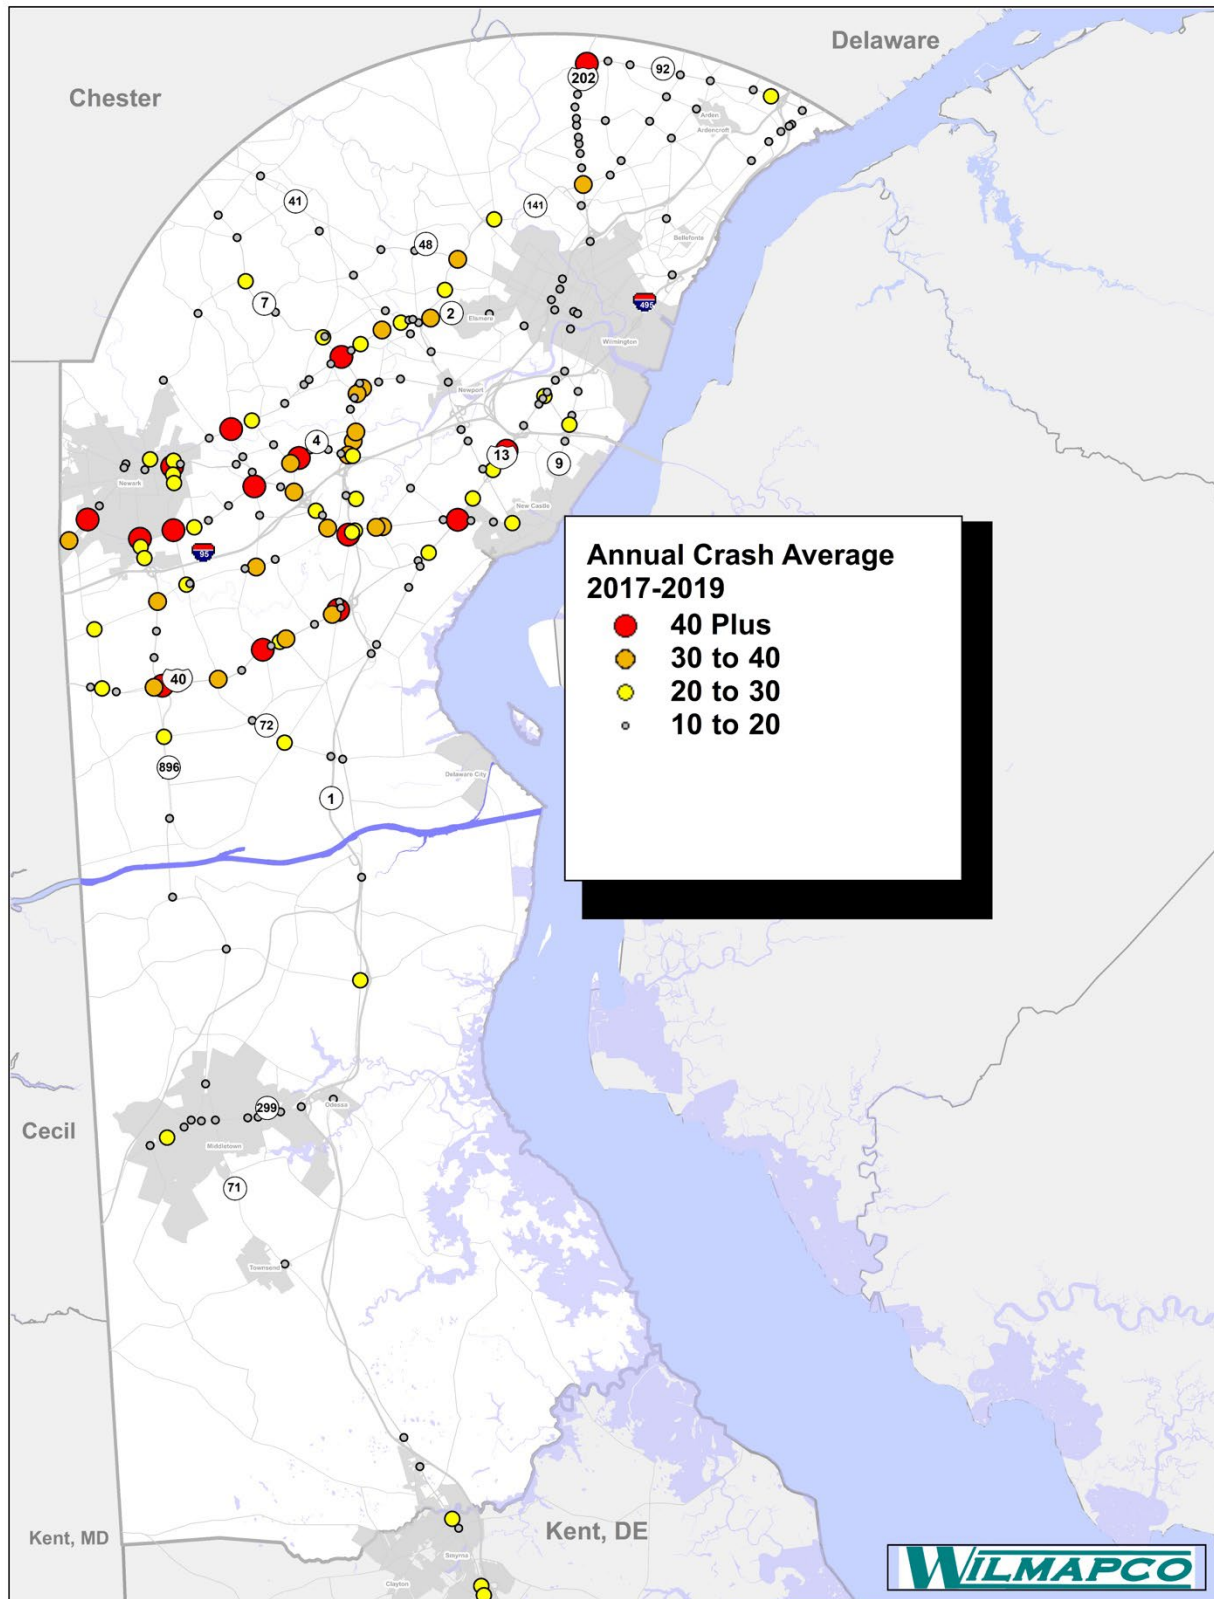 Delaware
202
92
Chester
Arden
Ardencroft
41
141
48
Bellefonte
495
7
2
Elsmere
Wilmington
Newport
4
13
9
Newark
New Castle
95
Annual Crash Average
2017-2019
40 Plus
30 to 40
20 to 30
10 to 20
40
72
896
Delaware City
1
299
Odessa
Cecil
Middletown
71
Townsend
Kent, MD
Kent, DE
Smyrna
Clayton
WILMAPCO